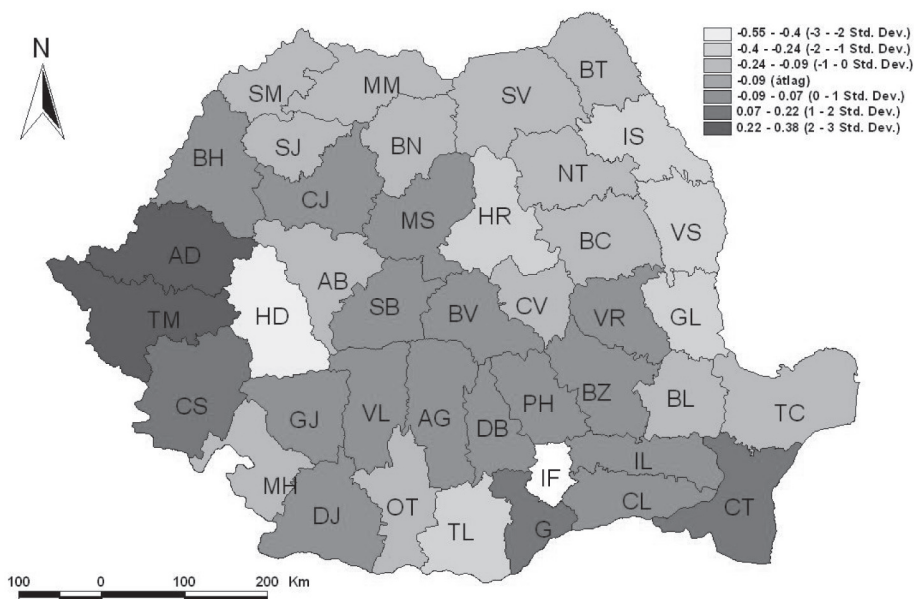 N
-0.55 - -0.4 (-3 - -2 Std. Dev.)
-0.4 - -0.24 (-2 - -1 Std. Dev.)
-0.24 - -0.09 (-1 - 0 Std. Dev.)
-0.09 (átlag)
-0.09 - 0.07 (0 - 1 Std. Dev.)
0.07 - 0.22 (1 - 2 Std. Dev.)
0.22 - 0.38 (2 - 3 Std. Dev.)
BT
SM
MM
SV
IS
SJ
BN
BH
NT
CJ
MS
HR
VS
BC
AD
AB
SB
BV
CV
VR
GL
TM
HD
CS
GJ
VL
AG
DB
PH
BZ
BL
TC
IL
IF
MH
OT
CL
CT
DJ
TL
G
100 0 100 200 Km